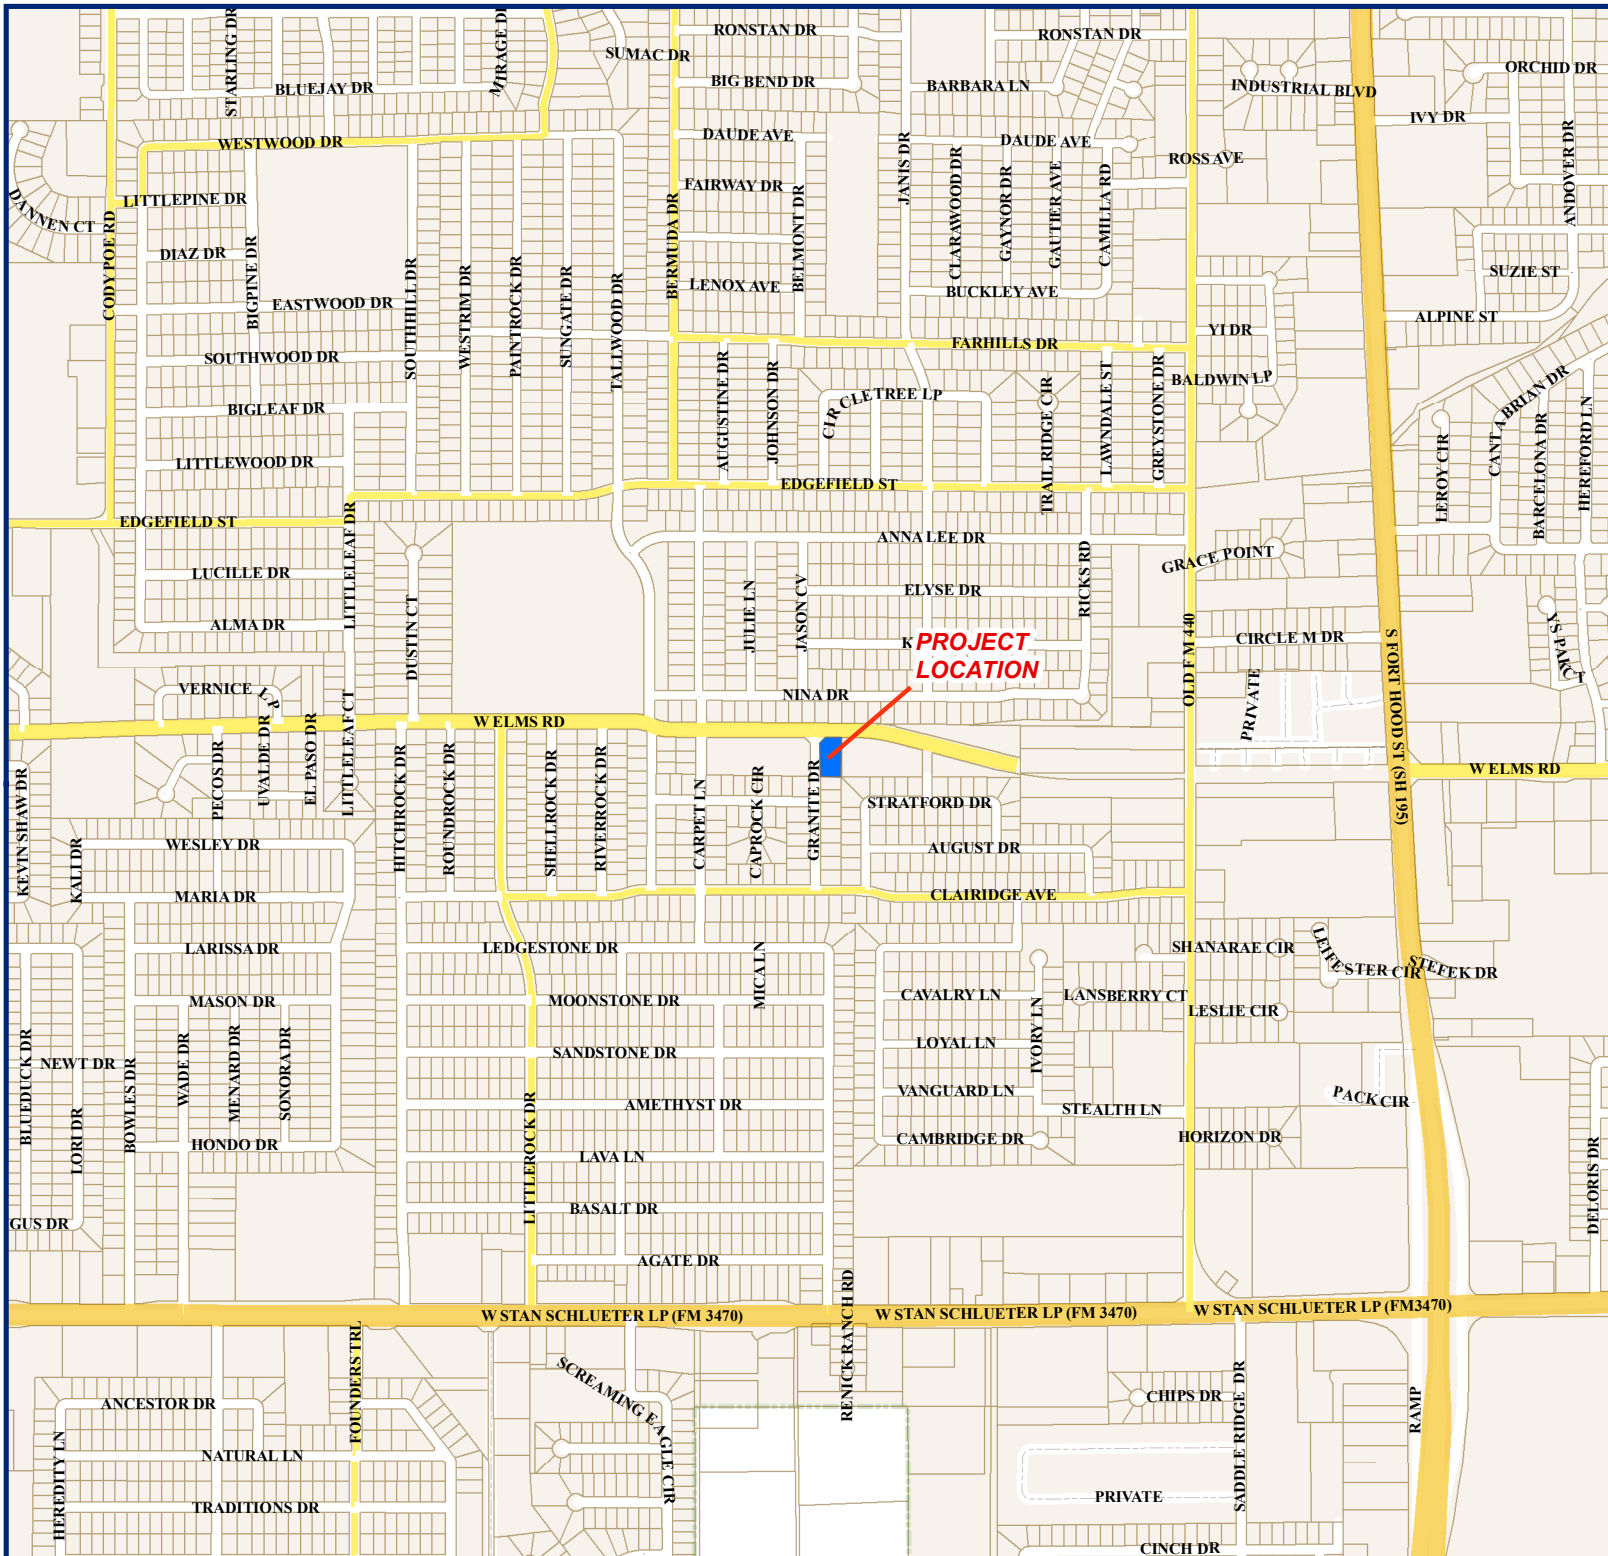 STARLING DR
MIRAGE DR
SUMAC DR
RONSTAN DR
RONSTAN DR
ORCHID DR
BLUEJAY DR
BIG BEND DR
BARBARA LN
INDUSTRIAL BLVD
IVY DR
WESTWOOD DR
DAUDE AVE
DAUDE AVE
ROSS AVE
ANDOVER DR
DANNEN CT
LITTLEPINE DR
FAIRWAY DR
JANIS DR
CLARAWOOD DR
GAYNOR DR
GAUTIER AVE
CAMILLA RD
CODY POE RD
DIAZ DR
BIGPINE DR
BERMUDA DR
BELMONT DR
LENOX AVE
BUCKLEY AVE
SUZIE ST
EASTWOOD DR
SOUTHHILL DR
WESTRIM DR
PAINTROCK DR
SUNGATE DR
TALLWOOD DR
YI DR
ALPINE ST
SOUTHWOOD DR
FARHILLS DR
AUGUSTINE DR
JOHNSON DR
CIRCLETREE LP
TRAIL RIDGE CIR
LAWNDALE ST
GREYSTONE DR
BALDWIN LP
BIGLEAF DR
LEROY CIR
CANTABRIAN DR
BARCELONA DR
HEREFORD LN
LITTLEWOOD DR
EDGEFIELD ST
EDGEFIELD ST
LITTLELEAF DR
ANNA LEE DR
GRACE POINT
LUCILLE DR
DUSTIN CT
JULIE LN
JASON CV
ELYSE DR
RICKS RD
ALMA DR
K
PROJECT
LOCATION
OLD FM 440
CIRCLE M DR
S FORT HOOD ST (SH 195)
YS PAK CT
VERNICE LP
NINA DR
PRIVATE
W ELMS RD
W ELMS RD
PECOS DR
UVALDE DR
EL PASO DR
LITTLELEAF CT
HITCHROCK DR
ROUNDROCK DR
SHELLROCK DR
RIVERROCK DR
CARPET LN
CAPROCK CIR
GRANITE DR
STRATFORD DR
KEVIN SHAW DR
KALI DR
WESLEY DR
AUGUST DR
MARIA DR
CLAIRIDGE AVE
LARISSA DR
LEDGESTONE DR
MICA LN
SHANARAE CIR
LEIFESTER CIR
STEFEK DR
MASON DR
MOONSTONE DR
CAVALRY LN
IVORY LN
LANSBERRY CT
LESLIE CIR
BLUEDUCK DR
NEWT DR
LORI DR
BOWLES DR
WADE DR
MENARD DR
SONORA DR
SANDSTONE DR
LOYAL LN
VANGUARD LN
PACK CIR
LITTLEROCK DR
AMETHYST DR
STEALTH LN
HONDO DR
LAVA LN
CAMBRIDGE DR
HORIZON DR
DELORIS DR
GUS DR
BASALT DR
AGATE DR
RENICK RANCH RD
W STAN SCHLUETER LP (FM 3470)
W STAN SCHLUETER LP (FM 3470)
W STAN SCHLUETER LP (FM3470)
FOUNDERS TRL
SCREAMING EAGLE CIR
ANCESTOR DR
CHIPS DR
SADDLE RIDGE DR
RAMP
HEREDITY LN
NATURAL LN
TRADITIONS DR
PRIVATE
CINCH DR